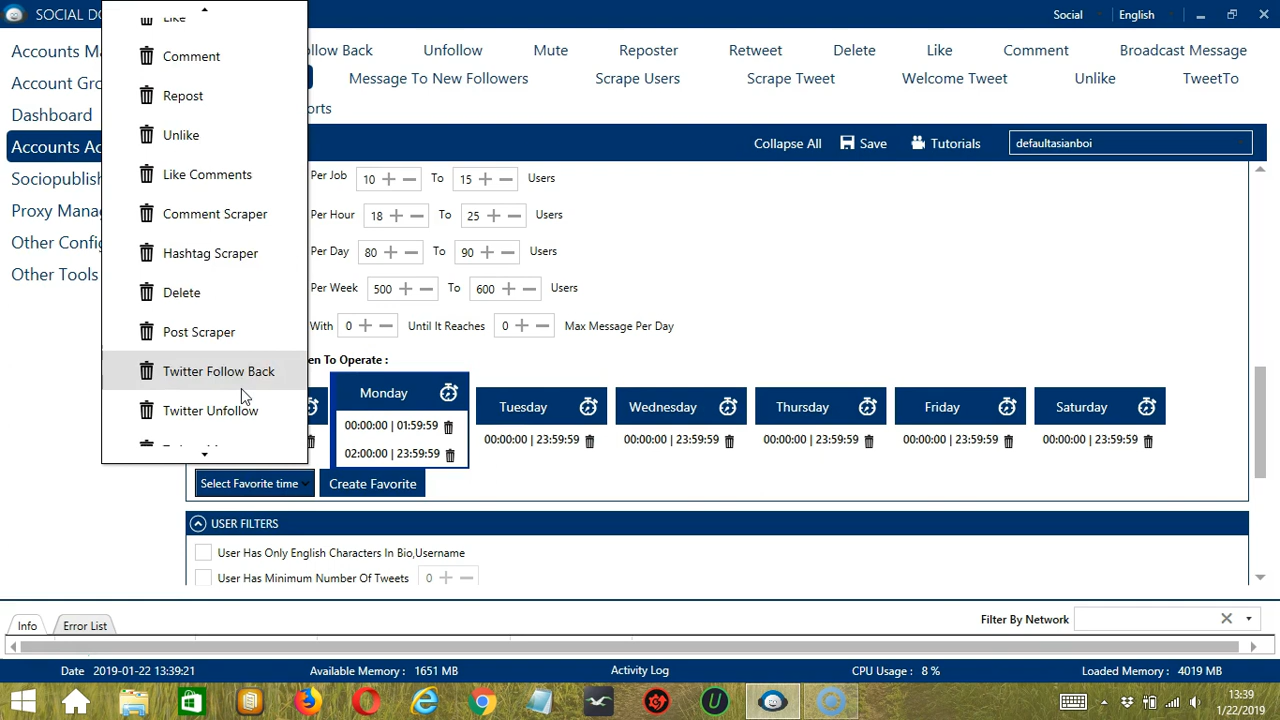 SOCIAL DO
Social
English
Accounts Ma
Account Gro
Dashboard
Accounts Ac
Sociopublish
Proxy Manag
Other Config
Other Tools
Like
Comment
Repost
Unlike
Like Comments
Comment Scraper
Hashtag Scraper
Delete
Post Scraper
Twitter Follow Back
Twitter Unfollow
llow Back Unfollow Mute Reposter Retweet Delete Like Comment Broadcast Message
Message To New Followers Scrape Users Scrape Tweet Welcome Tweet Unlike TweetTo
orts
Collapse All Save Tutorials defaultasianboi
Per Job 10 + − To 15 + − Users
Per Hour 18 + − To 25 + − Users
Per Day 80 + − To 90 + − Users
Per Week 500 + − To 600 + − Users
With 0 + − Until It Reaches 0 + − Max Message Per Day
en To Operate :
Monday Tuesday Wednesday Thursday Friday Saturday
00:00:00 | 01:59:59
02:00:00 | 23:59:59
00:00:00 | 23:59:59 00:00:00 | 23:59:59 00:00:00 | 23:59:59 00:00:00 | 23:59:59 00:00:00 | 23:59:59
Select Favorite time Create Favorite
USER FILTERS
User Has Only English Characters In Bio,Username
User Has Minimum Number Of Tweets 0 + −
Info Error List Filter By Network
Date 2019-01-22 13:39:21 Available Memory : 1651 MB Activity Log CPU Usage : 8 % Loaded Memory : 4019 MB
13:39
1/22/2019